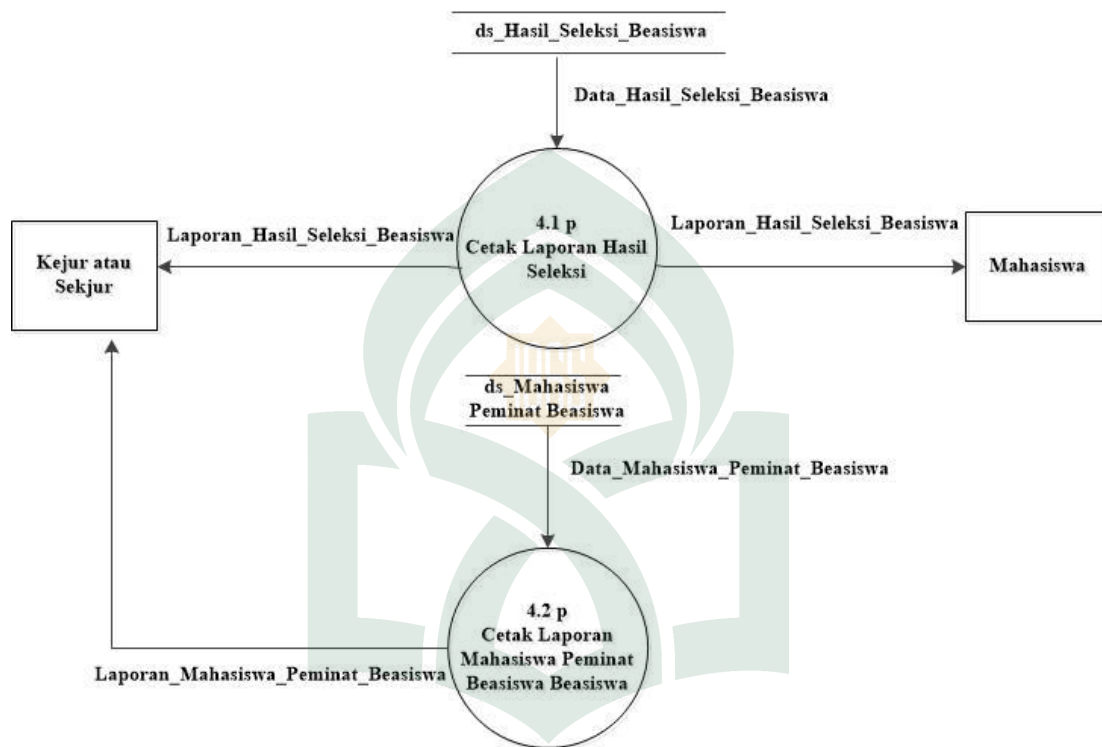 ds_Hasil_Seleksi_Beasiswa
Data_Hasil_Seleksi_Beasiswa
4.1 p
Cetak Laporan Hasil
Seleksi
Laporan_Hasil_Seleksi_Beasiswa
Laporan_Hasil_Seleksi_Beasiswa
Kejur atau
Sekjur
Mahasiswa
ds_Mahasiswa
Peminat Beasiswa
Data_Mahasiswa_Peminat_Beasiswa
4.2 p
Cetak Laporan
Mahasiswa Peminat
Beasiswa Beasiswa
Laporan_Mahasiswa_Peminat_Beasiswa